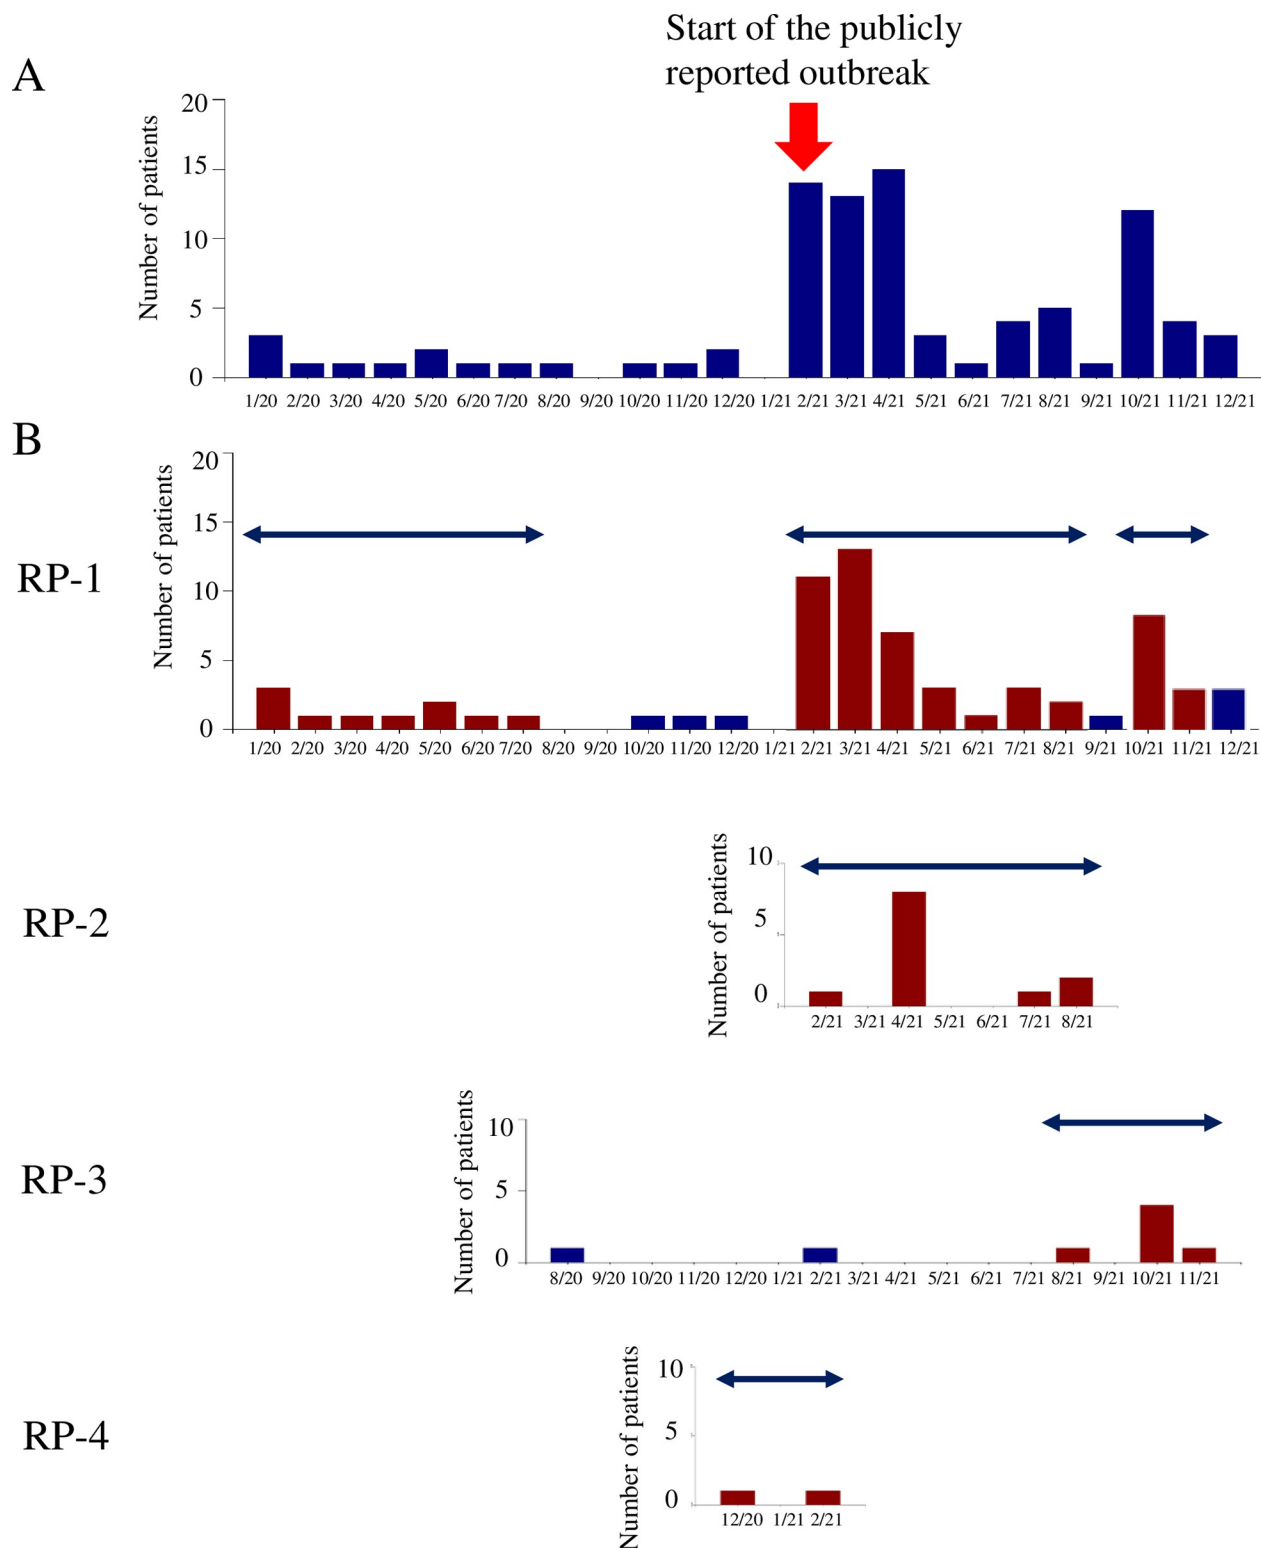 Start of the publicly
reported outbreak
A
Number of patients
20
15
10
5
0
1/20 2/20 3/20 4/20 5/20 6/20 7/20 8/20 9/20 10/20 11/20 12/20 1/21 2/21 3/21 4/21 5/21 6/21 7/21 8/21 9/21 10/21 11/21 12/21
B
RP-1
Number of patients
20
15
10
5
0
1/20 2/20 3/20 4/20 5/20 6/20 7/20 8/20 9/20 10/20 11/20 12/20 1/21 2/21 3/21 4/21 5/21 6/21 7/21 8/21 9/21 10/21 11/21 12/21
RP-2
Number of patients
10
5
0
2/21 3/21 4/21 5/21 6/21 7/21 8/21
RP-3
Number of patients
10
5
0
8/20 9/20 10/20 11/20 12/20 1/21 2/21 3/21 4/21 5/21 6/21 7/21 8/21 9/21 10/21 11/21
RP-4
Number of patients
10
5
0
12/20 1/21 2/21